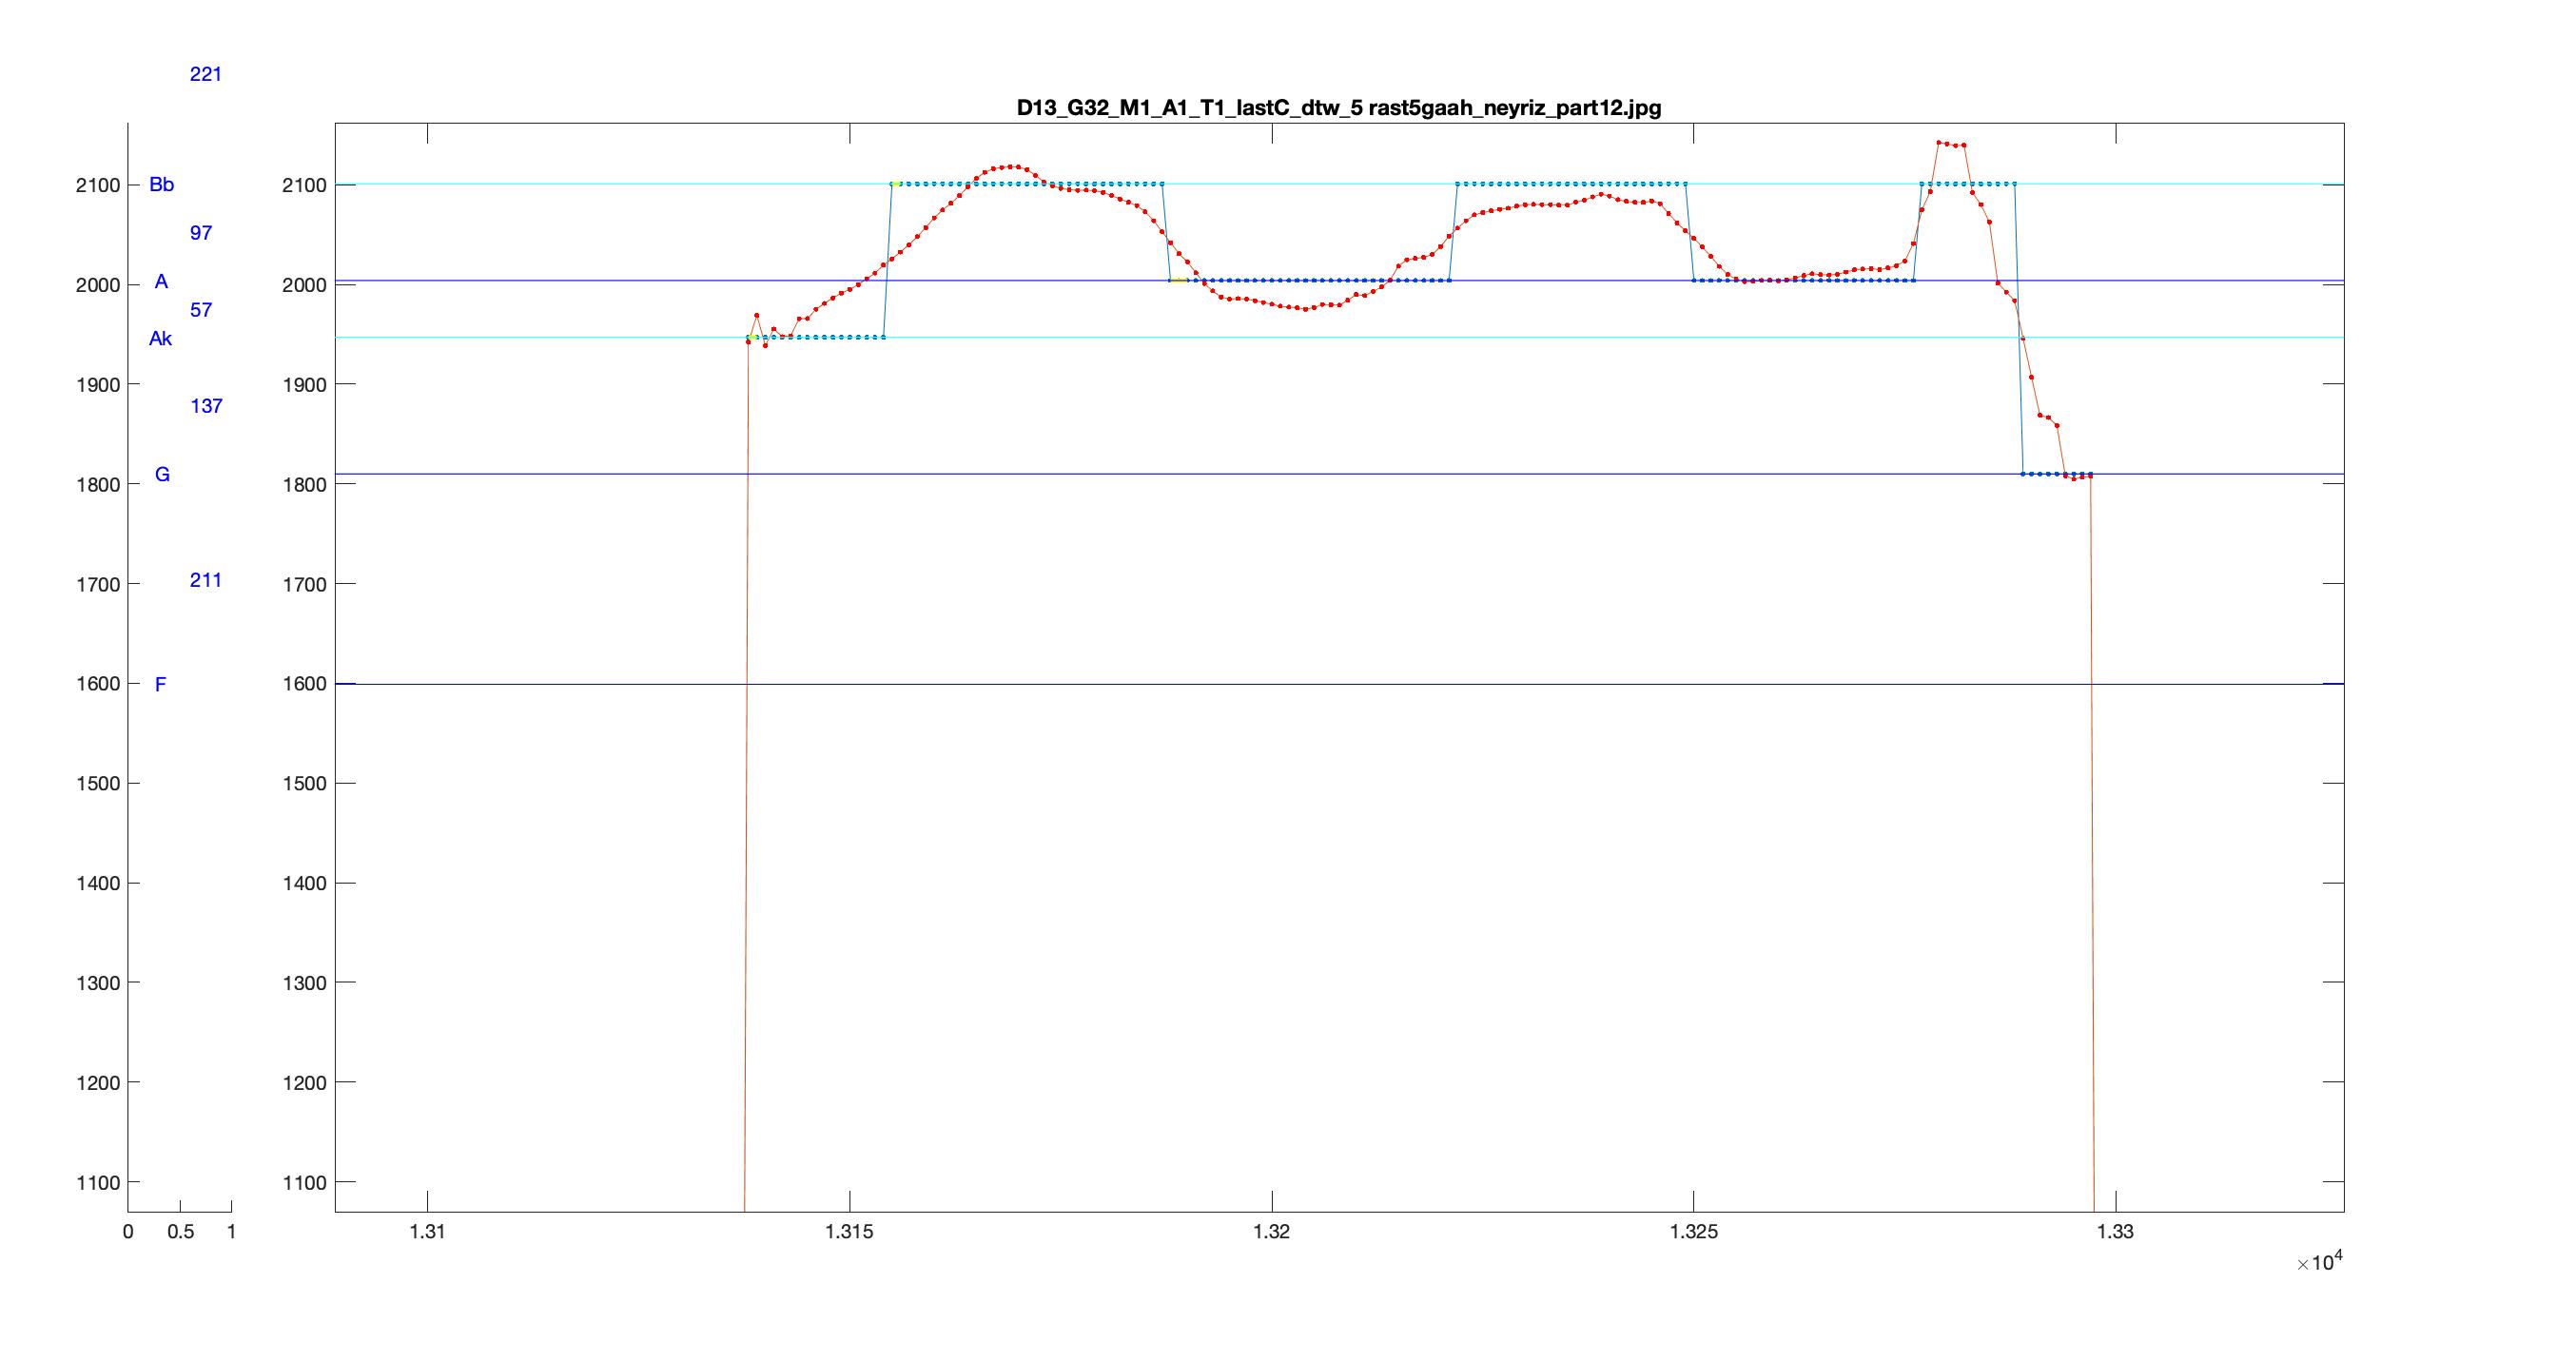 221
D13_G32_M1_A1_T1_lastC_dtw_5 rast5gaah_neyriz_part12.jpg
2100 Bb 2100
97
2000 A 2000
57
Ak
1900 1900
137
1800 G 1800
1700 211 1700
1600 F 1600
1500 1500
1400 1400
1300 1300
1200 1200
1100 1100
0 0.5 1 1.31 1.315 1.32 1.325 1.33
×10⁴